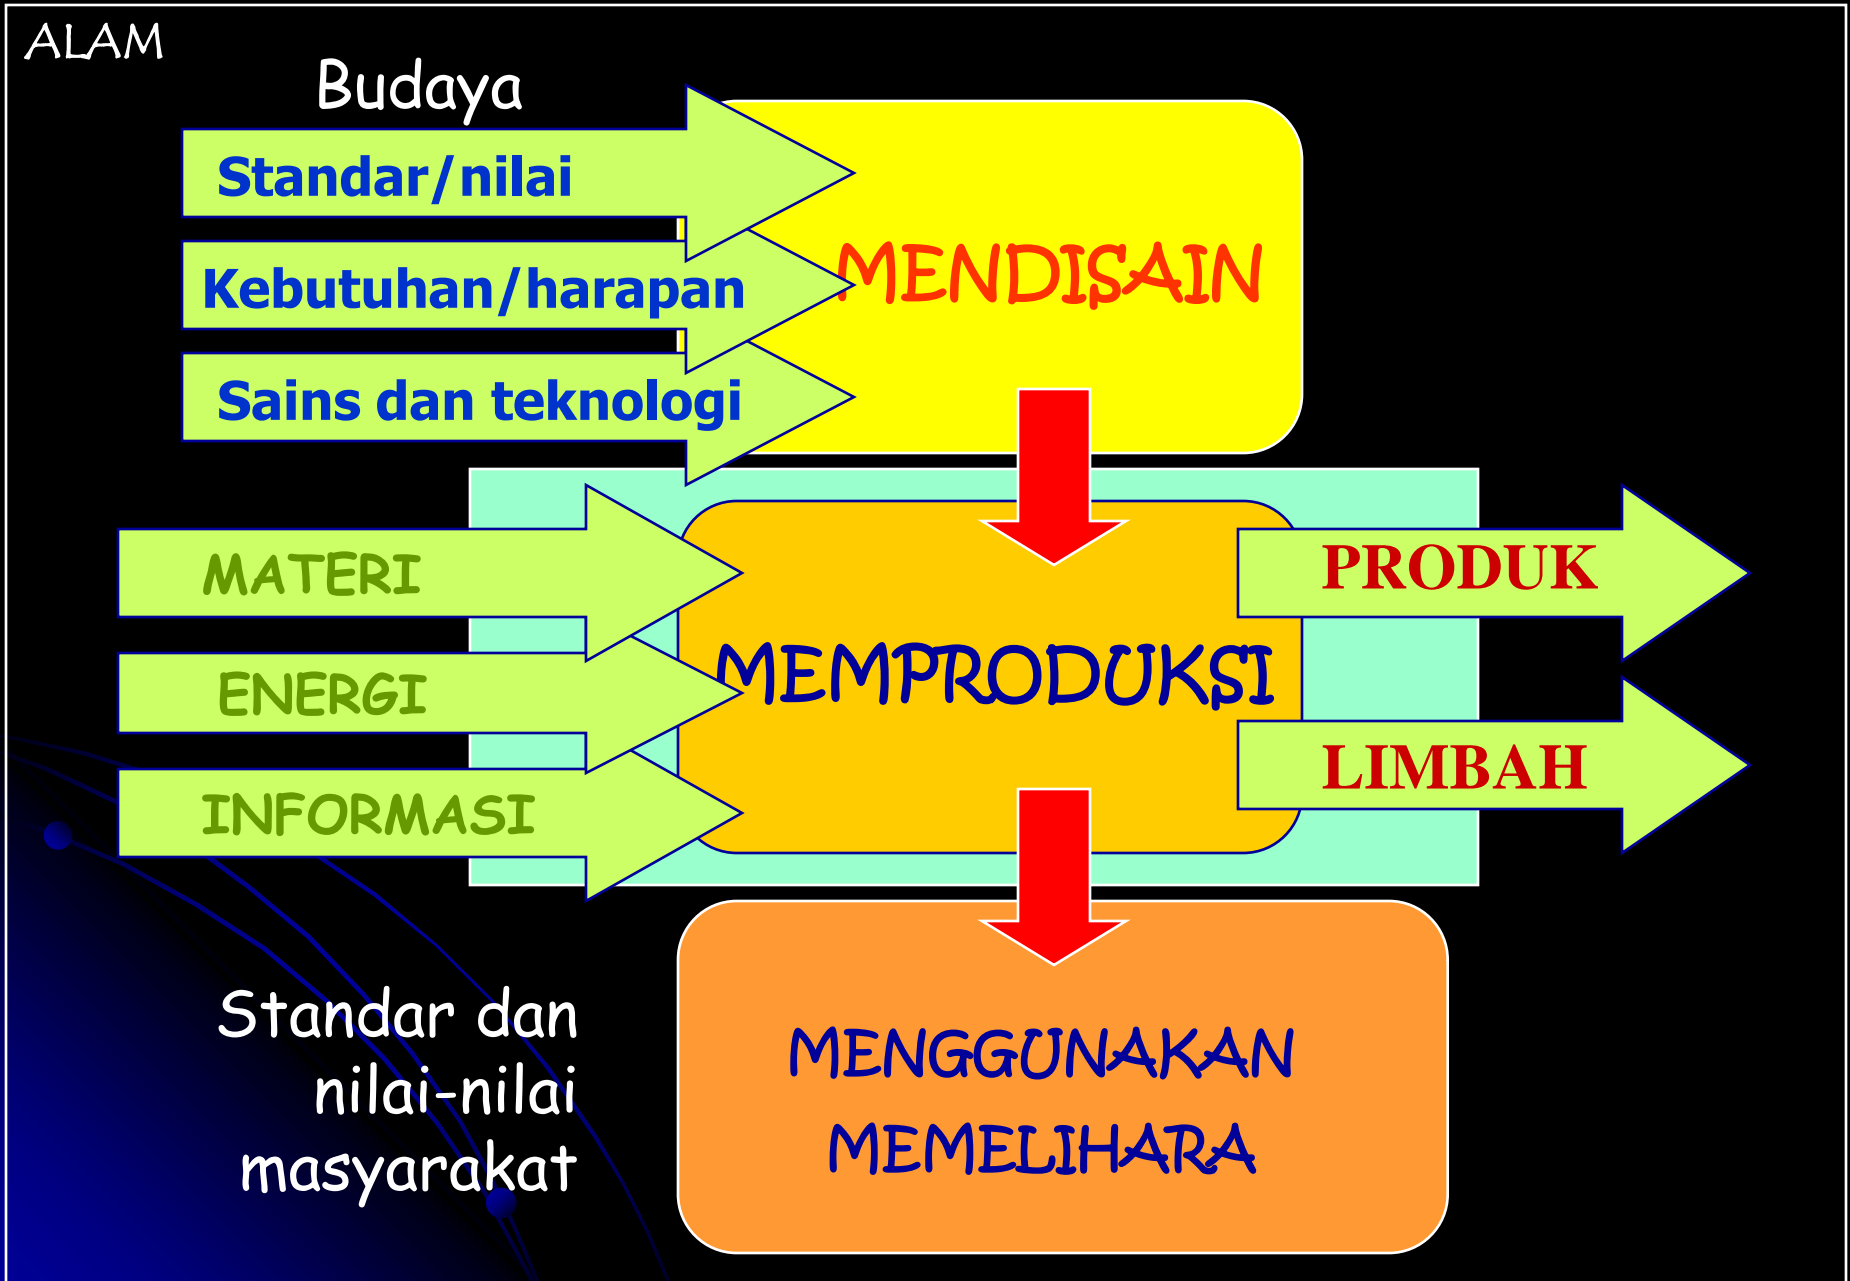 ALAM
Budaya
Standar/nilai
Kebutuhan/harapan
Sains dan teknologi
MENDISAIN
MATERI
ENERGI
INFORMASI
MEMPRODUKSI
PRODUK
LIMBAH
Standar dan
nilai-nilai
masyarakat
MENGGUNAKAN
MEMELIHARA